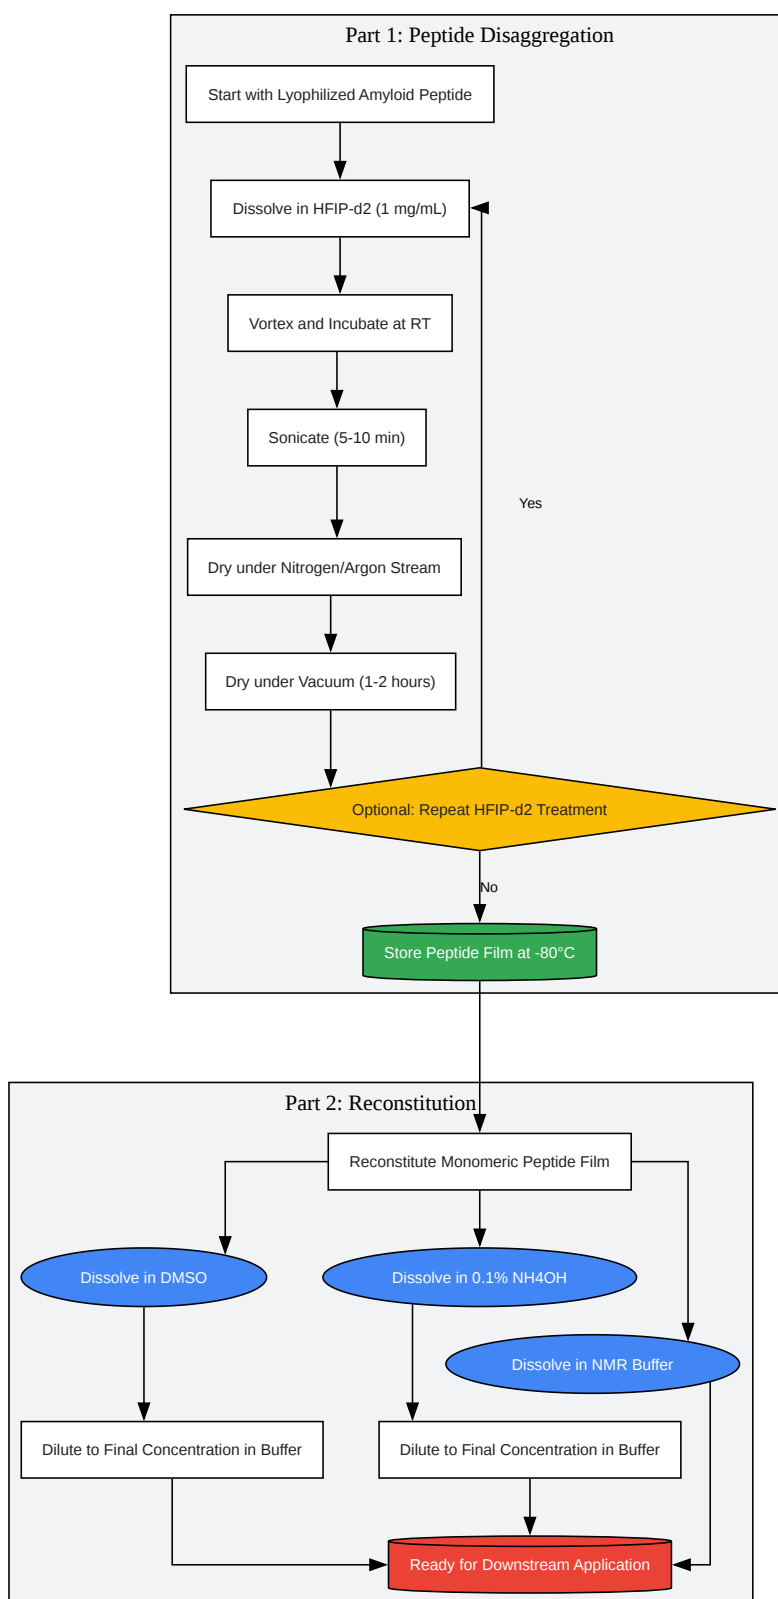 Part 1: Peptide Disaggregation
Start with Lyophilized Amyloid Peptide
Dissolve in HFIP-d2 (1 mg/mL)
Vortex and Incubate at RT
Sonicate (5-10 min)
Yes
Dry under Nitrogen/Argon Stream
Dry under Vacuum (1-2 hours)
Optional: Repeat HFIP-d2 Treatment
No
Store Peptide Film at -80°C
Part 2: Reconstitution
Reconstitute Monomeric Peptide Film
Dissolve in DMSO
Dissolve in 0.1% NH4OH
Dissolve in NMR Buffer
Dilute to Final Concentration in Buffer
Dilute to Final Concentration in Buffer
Ready for Downstream Application